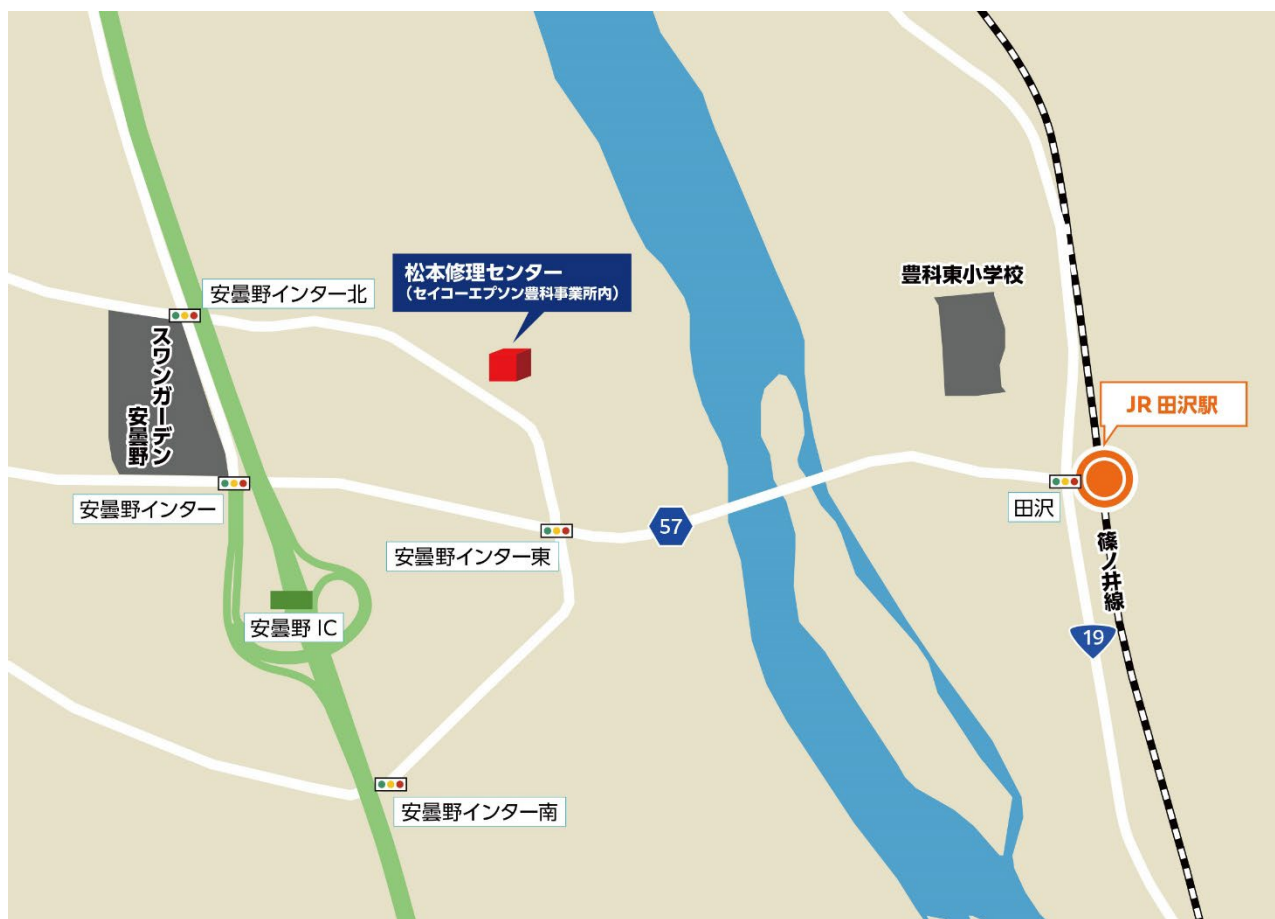 松本修理センター
（セイコーエプソン豊科事業所内）
豊科東小学校
安曇野インター北
スワンガーデン
安曇野
JR 田沢駅
安曇野インター
田沢
57
安曇野インター東
篠ノ井線
安曇野 IC
19
安曇野インター南